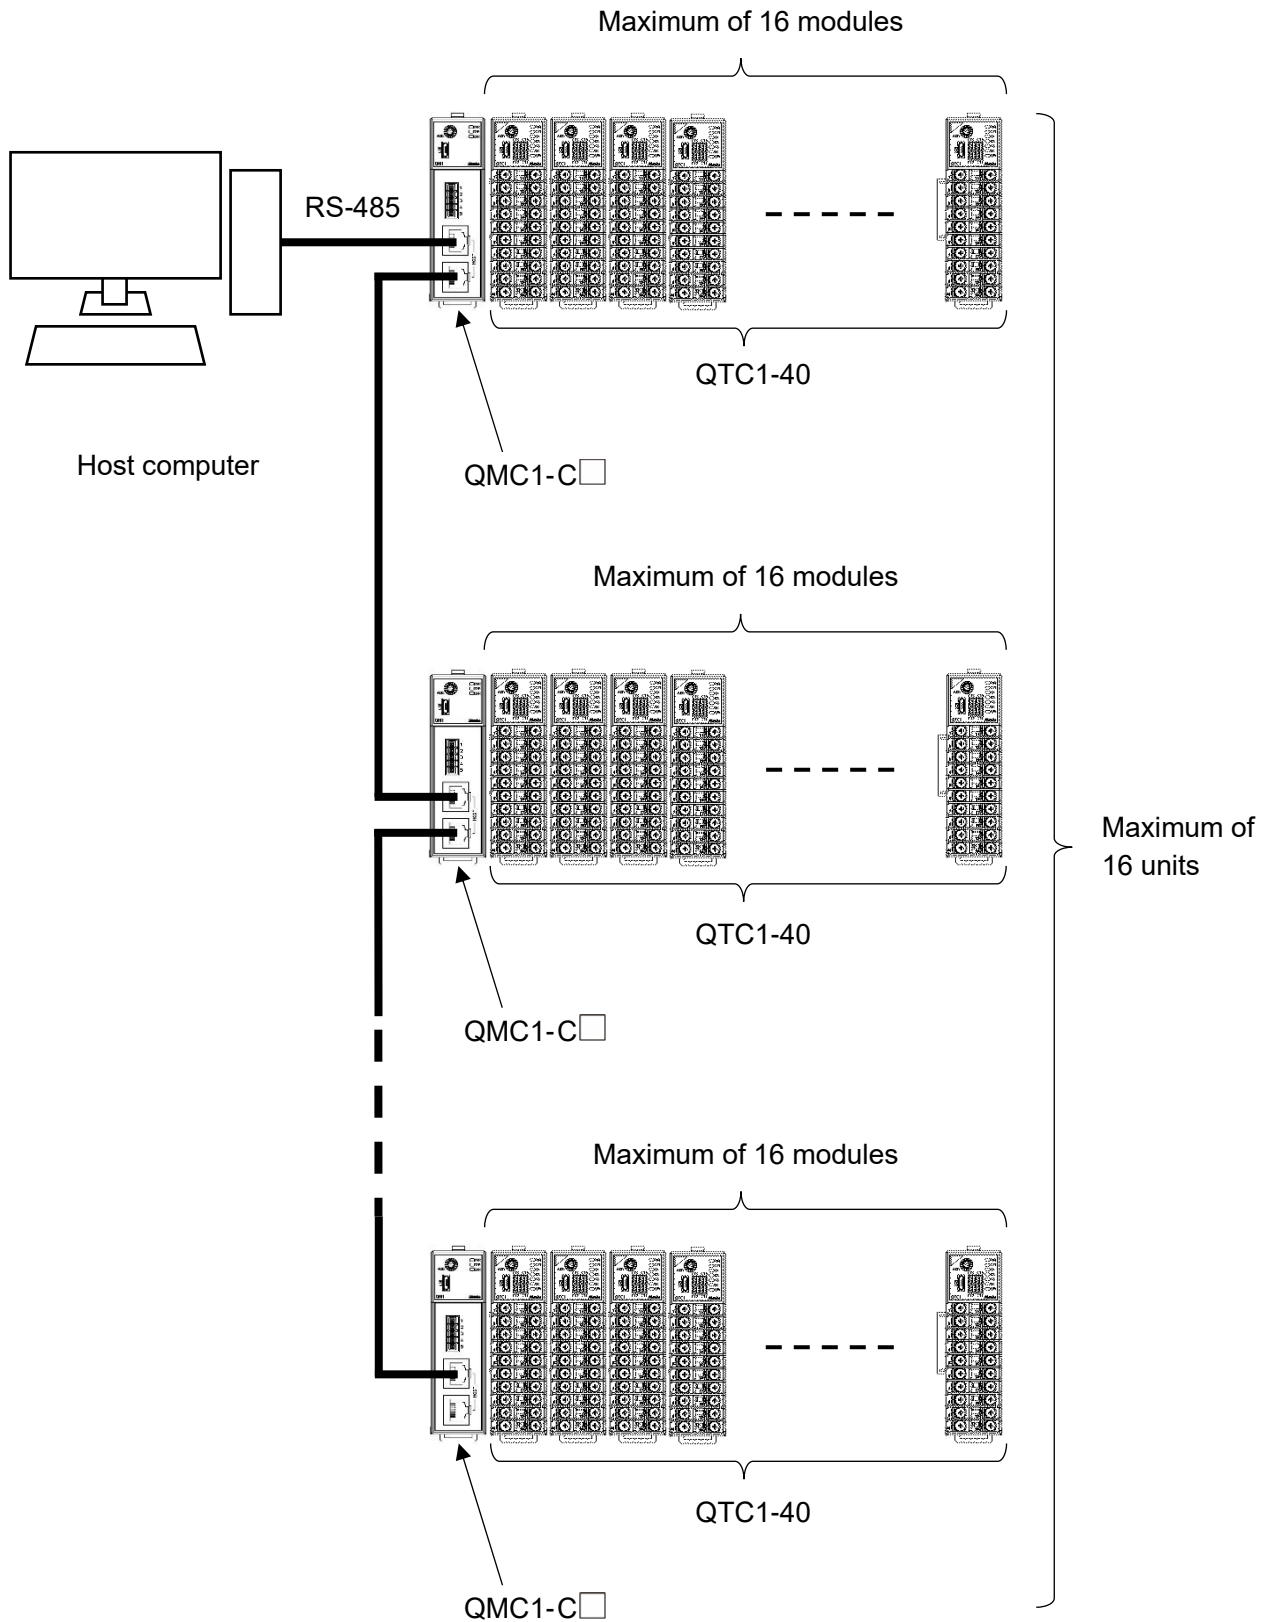 Maximum of 16 modules
RS-485
QTC1-40
Host computer
QMC1-C□
Maximum of 16 modules
Maximum of
16 units
QTC1-40
QMC1-C□
Maximum of 16 modules
QTC1-40
QMC1-C□